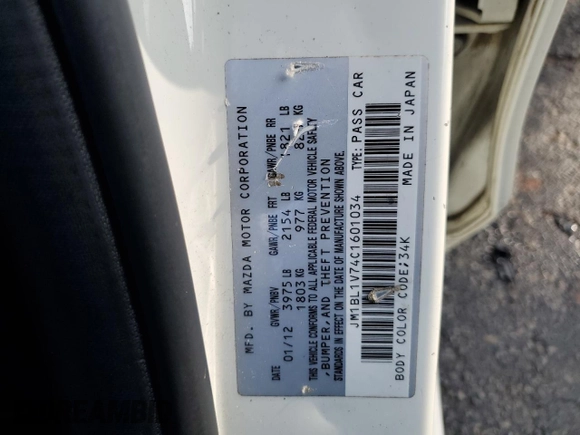 MFD. BY MAZDA MOTOR CORPORATION
DATE GVWR/PNBV GAWR/PNBE FRT GAWR/PNBE RR
01/12 3975 LB 2154 LB 1821 LB
1803 KG 977 KG KG
THIS VEHICLE CONFORMS TO ALL APPLICABLE FEDERAL MOTOR VEHICLE SAFETY
,BUMPER,AND THEFT PREVENTION
STANDARDS IN EFFECT ON THE DATE OF MANUFACTURE SHOWN ABOVE.
JM1BL1V74C1601034 TYPE: PASS CAR
BODY COLOR CODE;34K MADE IN JAPAN